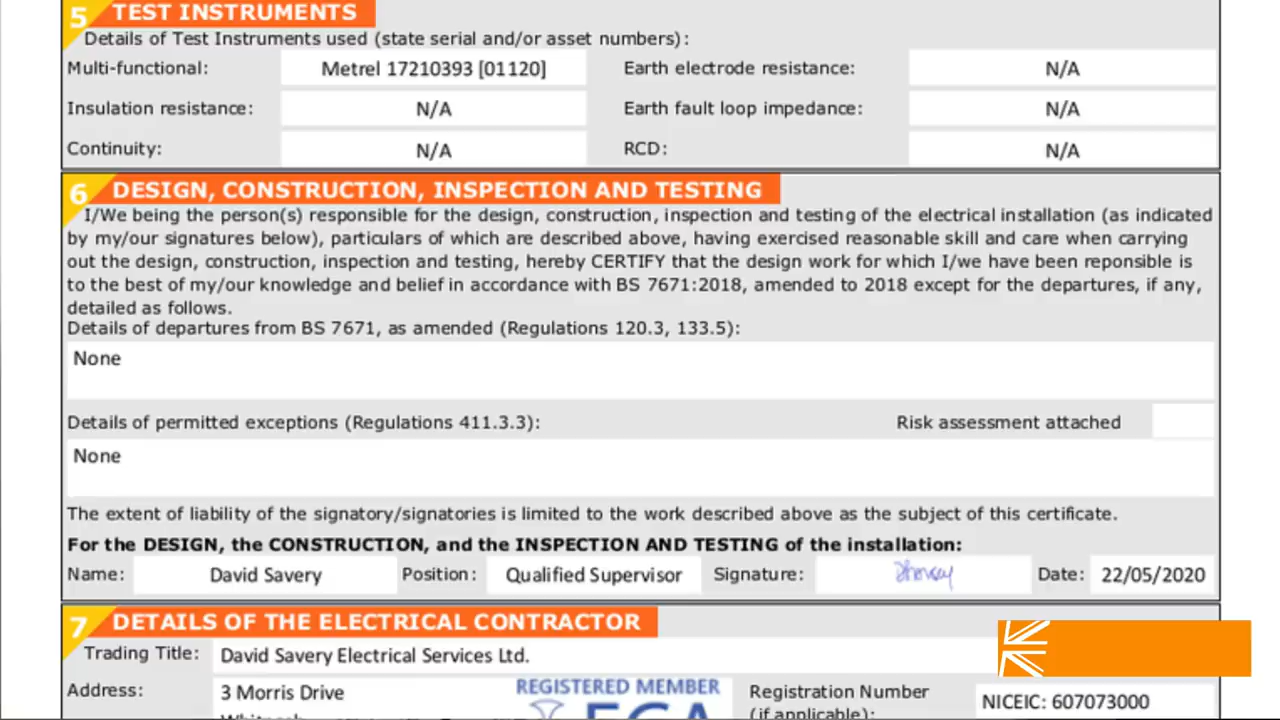 5 TEST INSTRUMENTS
Details of Test Instruments used (state serial and/or asset numbers):
Multi-functional: Metrel 17210393 [01120] Earth electrode resistance: N/A
Insulation resistance: N/A Earth fault loop impedance: N/A
Continuity: N/A RCD: N/A
6 DESIGN, CONSTRUCTION, INSPECTION AND TESTING
I/We being the person(s) responsible for the design, construction, inspection and testing of the electrical installation (as indicated
by my/our signatures below), particulars of which are described above, having exercised reasonable skill and care when carrying
out the design, construction, inspection and testing, hereby CERTIFY that the design work for which I/we have been reponsible is
to the best of my/our knowledge and belief in accordance with BS 7671:2018, amended to 2018 except for the departures, if any,
detailed as follows.
Details of departures from BS 7671, as amended (Regulations 120.3, 133.5):
None
Details of permitted exceptions (Regulations 411.3.3): Risk assessment attached
None
The extent of liability of the signatory/signatories is limited to the work described above as the subject of this certificate.
For the DESIGN, the CONSTRUCTION, and the INSPECTION AND TESTING of the installation:
Name: David Savery Position: Qualified Supervisor Signature: Date: 22/05/2020
7 DETAILS OF THE ELECTRICAL CONTRACTOR
Trading Title: David Savery Electrical Services Ltd.
Address: 3 Morris Drive REGISTERED MEMBER Registration Number NICEIC: 607073000
(if applicable):